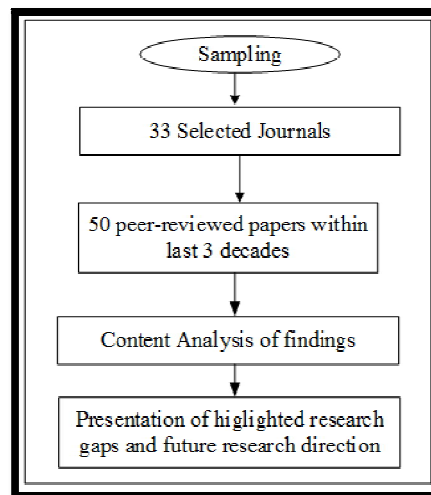 Sampling
33 Selected Journals
50 peer-reviewed papers within
last 3 decades
Content Analysis of findings
Presentation of higlighted research
gaps and future research direction